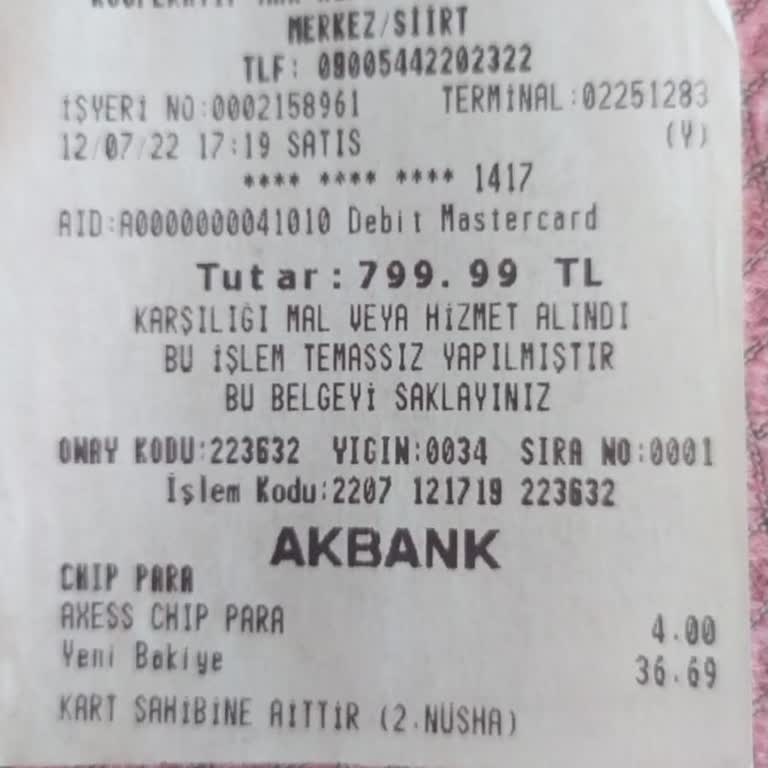 MERKEZ/SİİRT
TLF: 08005442202322
İŞYERİ NO:0002158961 TERMİNAL:02251283
12/07/22 17:19 SATIS (Y)
**** **** **** 1417
AID:A0000000041010 Debit Mastercard
Tutar: 799.99 TL
KARŞILIĞI MAL VEYA HİZMET ALINDI
BU İŞLEM TEMASSIZ YAPILMIŞTIR
BU BELGEYİ SAKLAYINIZ
ONAY KODU:223632 YIGIN:0034 SIRA NO:0001
İşlem Kodu:2207 121719 223632
AKBANK
CHIP PARA
AXESS CHIP PARA 4.00
Yeni Bakiye 36.69
KART SAHİBİNE AİTTİR (2.NUSHA)